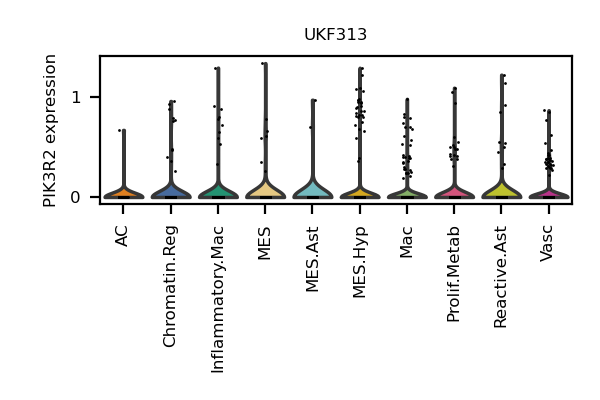 UKF313
PIK3R2 expression
1
0
AC
Chromatin.Reg
Inflammatory.Mac
MES
MES.Ast
MES.Hyp
Mac
Prolif.Metab
Reactive.Ast
Vasc